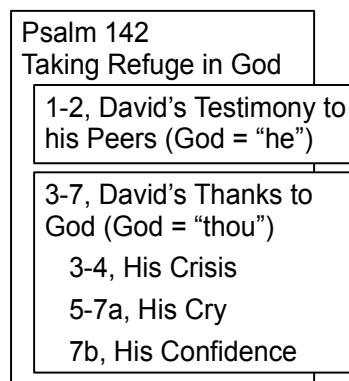 Psalm 142
Taking Refuge in God
1-2, David’s Testimony to
his Peers (God = “he”)
3-7, David’s Thanks to
God (God = “thou”)
3-4, His Crisis
5-7a, His Cry
7b, His Confidence